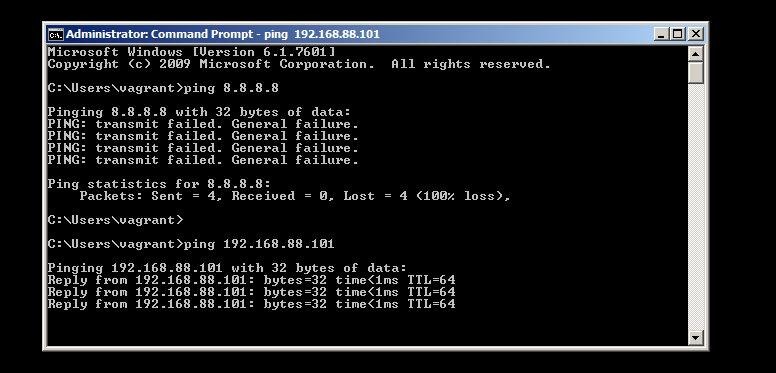 Administrator: Command Prompt - ping  192.168.88.101
Microsoft Windows [Version 6.1.7601]
Copyright (c) 2009 Microsoft Corporation.  All rights reserved.
C:\Users\vagrant>ping 8.8.8.8
Pinging 8.8.8.8 with 32 bytes of data:
PING: transmit failed. General failure.
PING: transmit failed. General failure.
PING: transmit failed. General failure.
PING: transmit failed. General failure.
Ping statistics for 8.8.8.8:
    Packets: Sent = 4, Received = 0, Lost = 4 (100% loss),
C:\Users\vagrant>
C:\Users\vagrant>ping 192.168.88.101
Pinging 192.168.88.101 with 32 bytes of data:
Reply from 192.168.88.101: bytes=32 time<1ms TTL=64
Reply from 192.168.88.101: bytes=32 time<1ms TTL=64
Reply from 192.168.88.101: bytes=32 time<1ms TTL=64